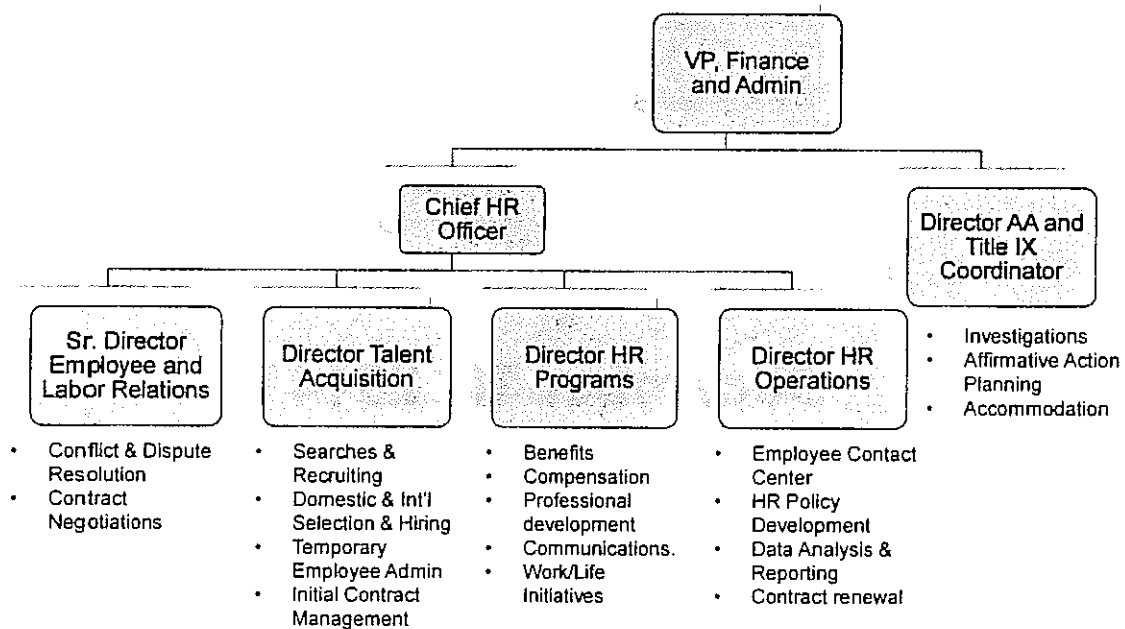 VP, Finance
and Admin
Chief HR
Officer
Director AA and
Title IX
Coordinator
• Investigations
• Affirmative Action
Planning
• Accommodation
Sr. Director
Employee and
Labor Relations
• Conflict & Dispute
Resolution
• Contract
Negotiations
Director Talent
Acquisition
• Searches &
Recruiting
• Domestic & Int'l
Selection & Hiring
• Temporary
Employee Admin
• Initial Contract
Management
Director HR
Programs
• Benefits
• Compensation
• Professional
development
• Communications.
• Work/Life
Initiatives
Director HR
Operations
• Employee Contact
Center
• HR Policy
Development
• Data Analysis &
Reporting
• Contract renewal